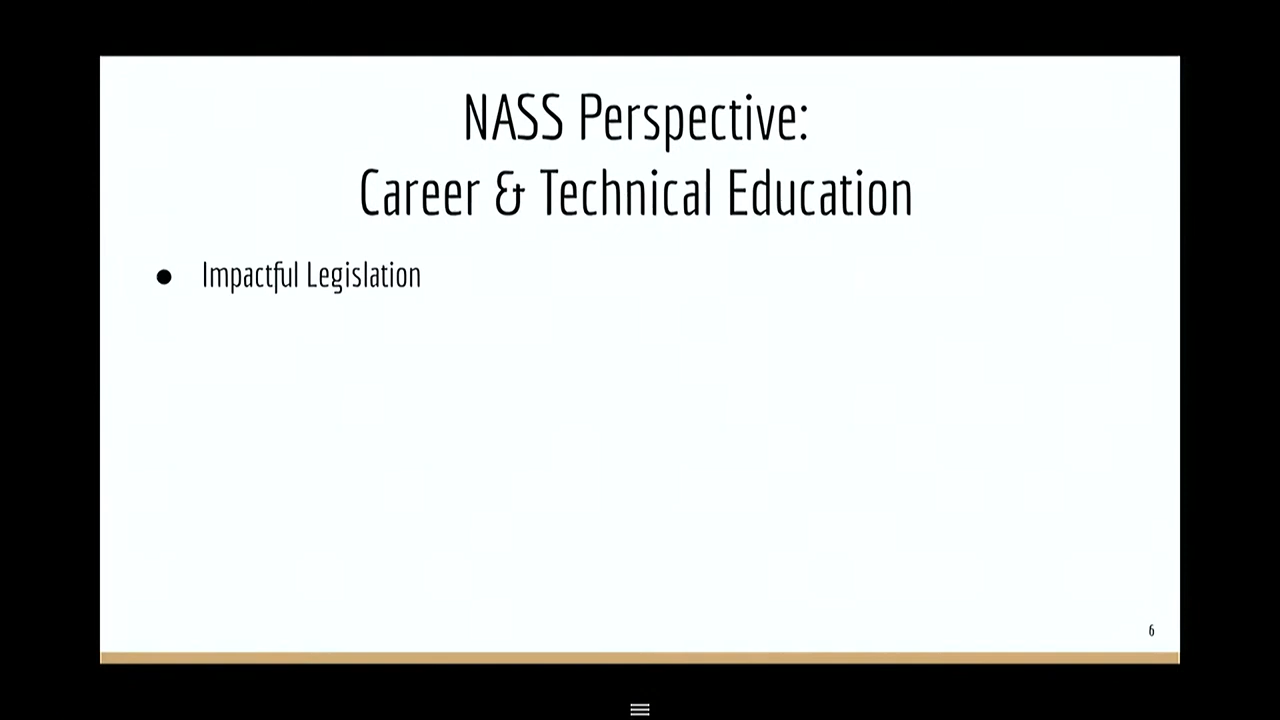 NASS Perspective:
Career & Technical Education
● Impactful Legislation
6